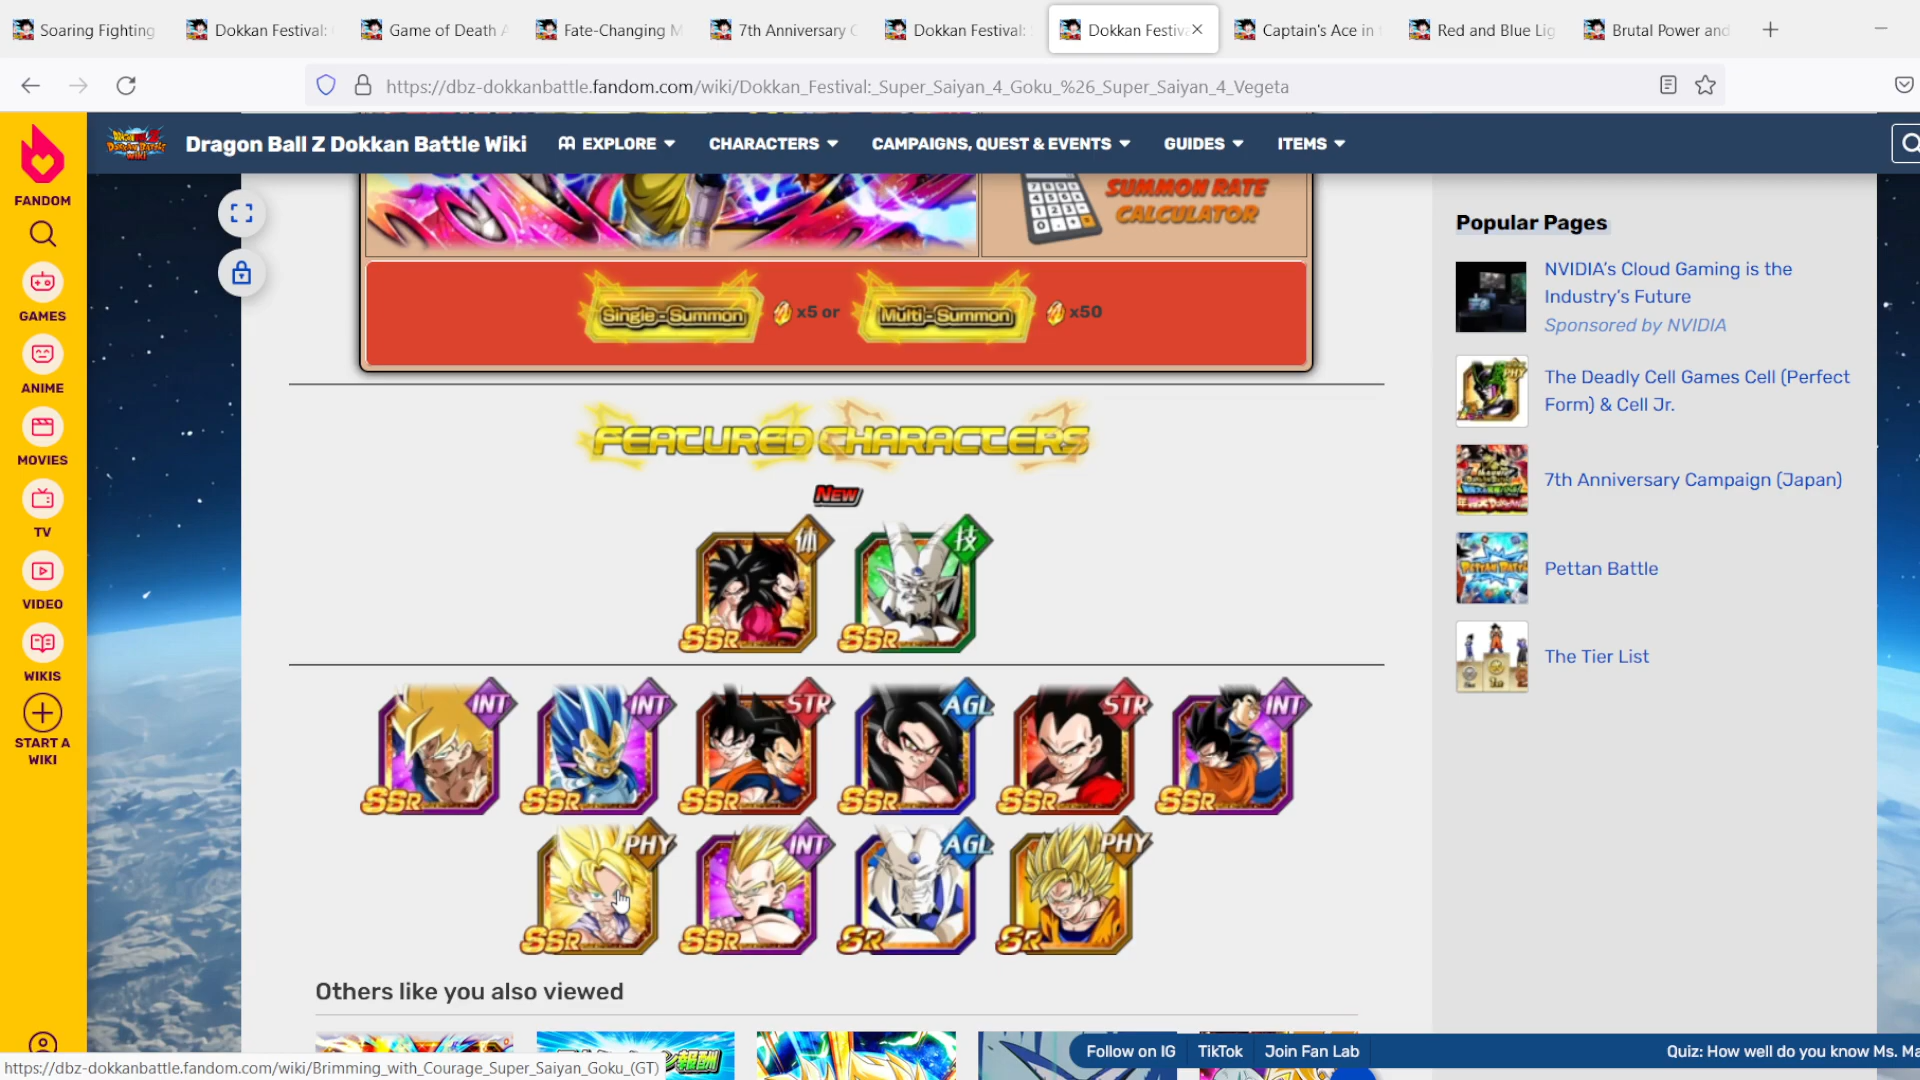 Soaring Fighting
Dokkan Festival:
Game of Death A
Fate-Changing M
7th Anniversary C
Dokkan Festival:
Dokkan Festiva
Captain's Ace in
Red and Blue Lig
Brutal Power and
https://dbz-dokkanbattle.fandom.com/wiki/Dokkan_Festival:_Super_Saiyan_4_Goku_%26_Super_Saiyan_4_Vegeta
Dragon Ball Z Dokkan Battle Wiki
EXPLORE
CHARACTERS
CAMPAIGNS, QUEST & EVENTS
GUIDES
ITEMS
FANDOM
GAMES
ANIME
MOVIES
TV
VIDEO
WIKIS
START A
WIKI
SUMMON RATE
CALCULATOR
Single-Summon x5 or Multi-Summon x50
FEATURED CHARACTERS
New
体 技
SSR SSR
INT INT STR AGL STR INT
SSR SSR SSR SSR SSR SSR
PHY INT AGL PHY
SSR SSR SR SR
Others like you also viewed
Popular Pages
NVIDIA's Cloud Gaming is the
Industry's Future
Sponsored by NVIDIA
The Deadly Cell Games Cell (Perfect
Form) & Cell Jr.
7th Anniversary Campaign (Japan)
Pettan Battle
The Tier List
Follow on IG
TikTok
Join Fan Lab
Quiz: How well do you know Ms. Ma
https://dbz-dokkanbattle.fandom.com/wiki/Brimming_with_Courage_Super_Saiyan_Goku_(GT)